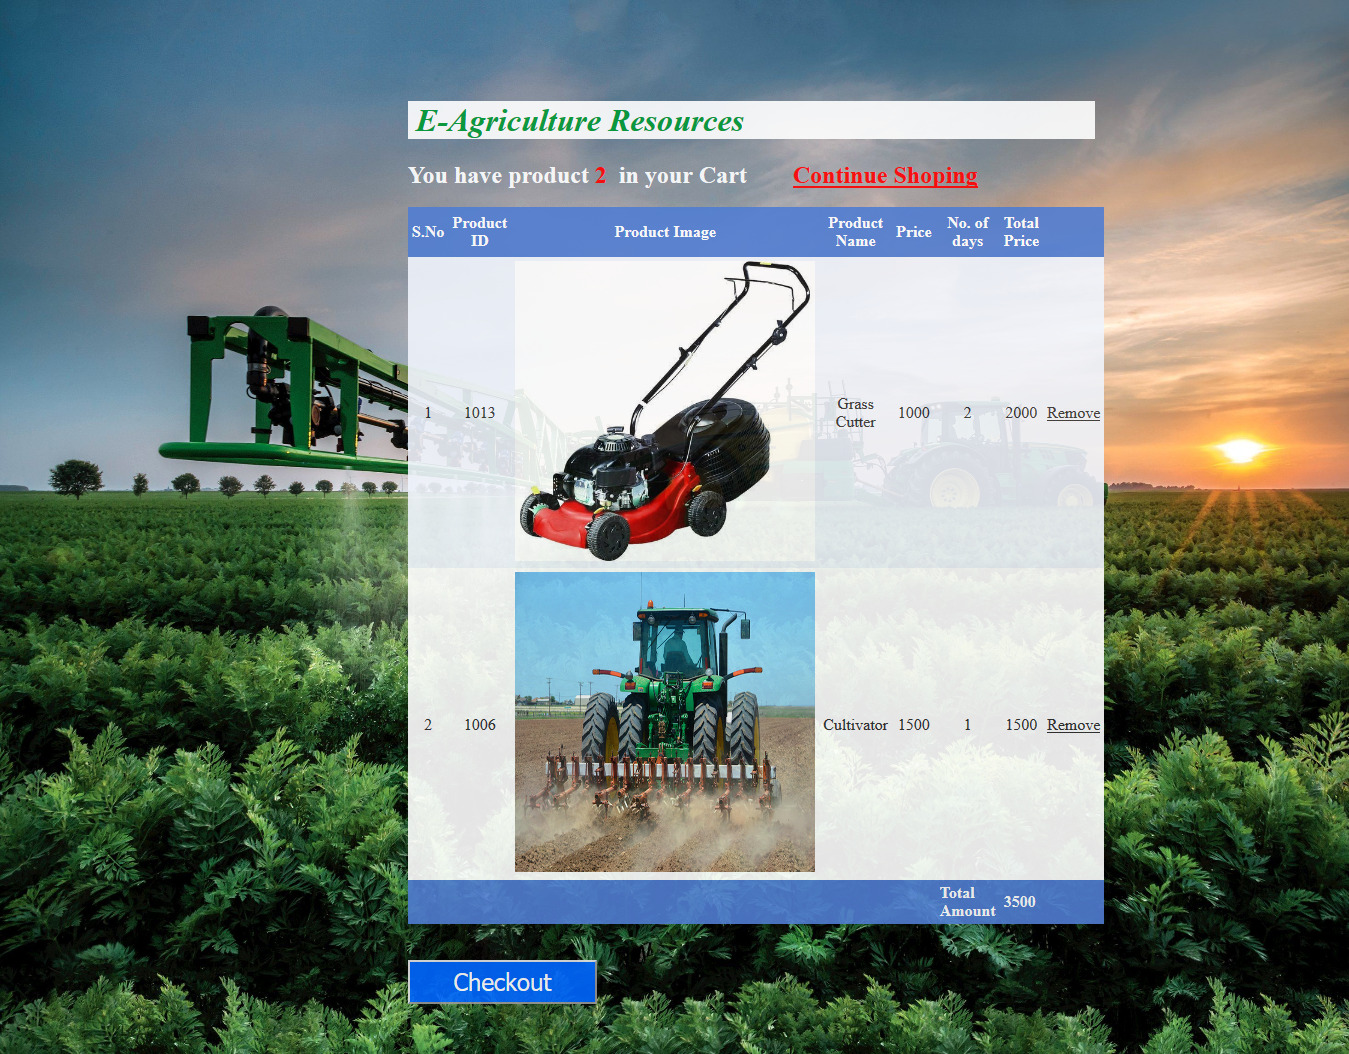 E-Agriculture Resources
You have product 2 in your Cart Continue Shoping
S.No Product ID Product Image Product Name Price No. of days Total Price
1 1013 Grass Cutter 1000 2 2000 Remove
2 1006 Cultivator 1500 1 1500 Remove
Total Amount 3500
Checkout